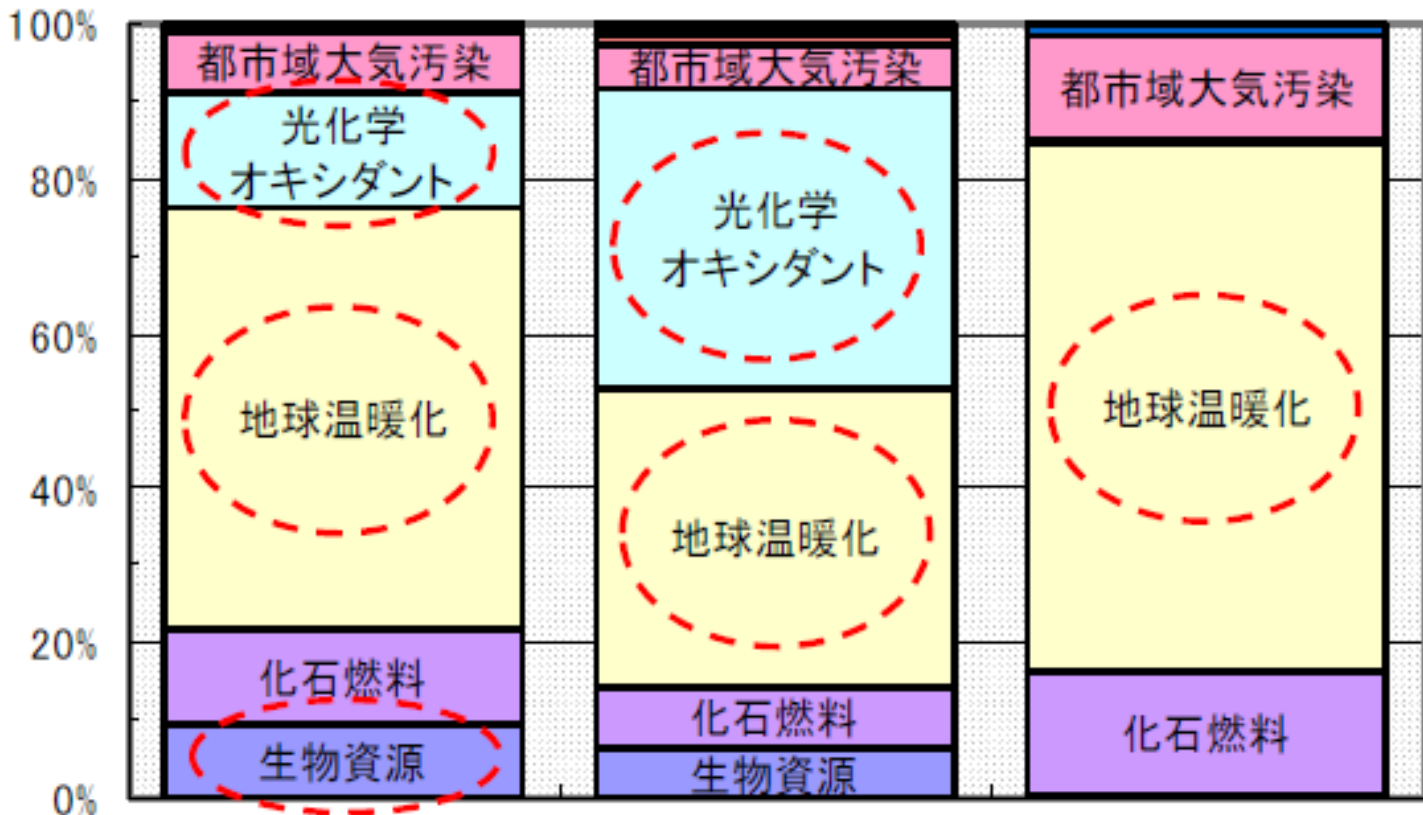 100%
80%
60%
40%
20%
0%
都市域大気汚染
光化学
オキシダント
地球温暖化
化石燃料
生物資源
都市域大気汚染
光化学
オキシダント
地球温暖化
化石燃料
生物資源
都市域大気汚染
地球温暖化
化石燃料